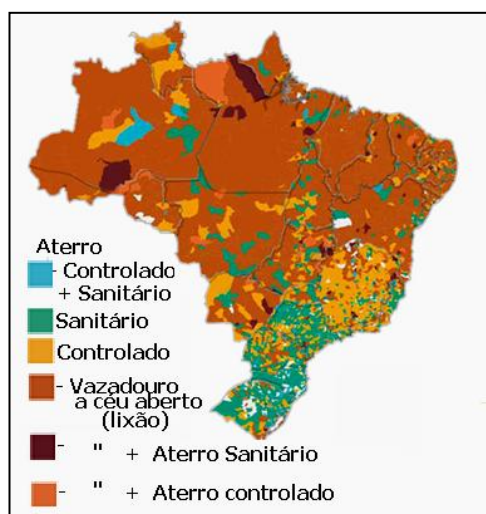 Aterro
- Controlado
+ Sanitário
Sanitário
Controlado
- Vazadouro
a céu aberto
(lixão)
- " + Aterro Sanitário
- " + Aterro controlado